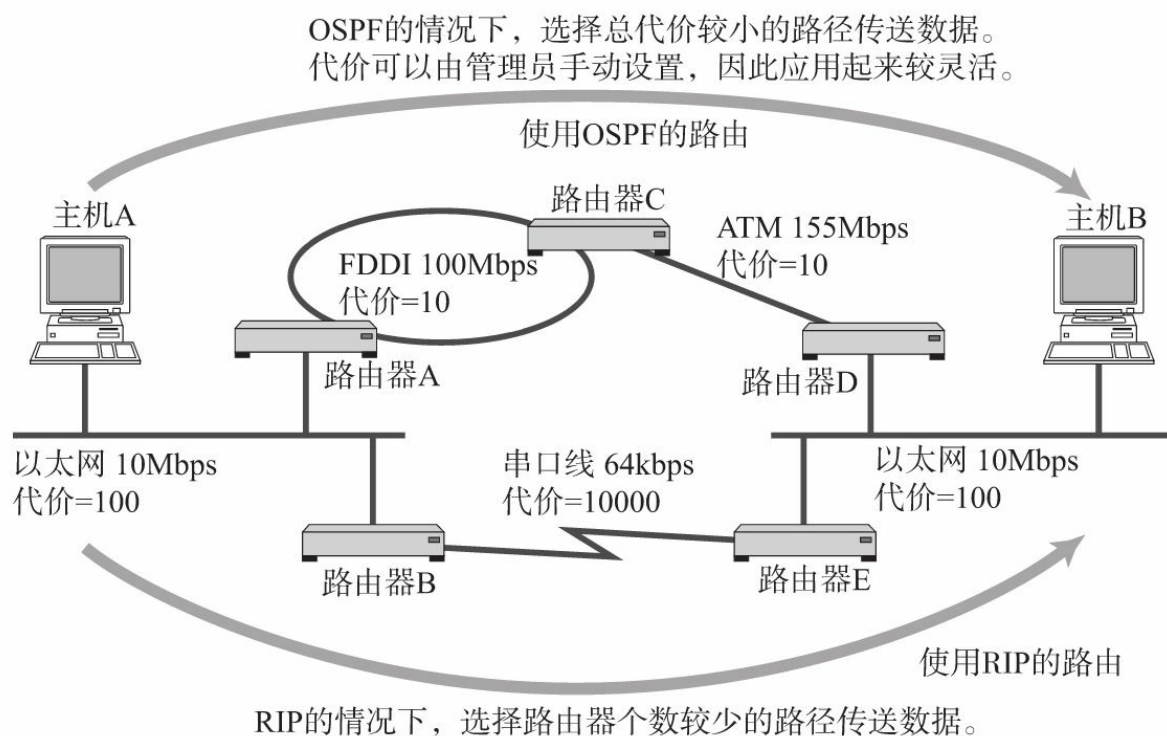 OSPF的情况下，选择总代价较小的路径传送数据。
代价可以由管理员手动设置，因此应用起来较灵活。
使用OSPF的路由
主机A
路由器C
主机B
FDDI 100Mbps
代价=10
ATM 155Mbps
代价=10
路由器A
路由器D
以太网 10Mbps
代价=100
串口线 64kbps
代价=10000
以太网 10Mbps
代价=100
路由器B
路由器E
使用RIP的路由
RIP的情况下，选择路由器个数较少的路径传送数据。